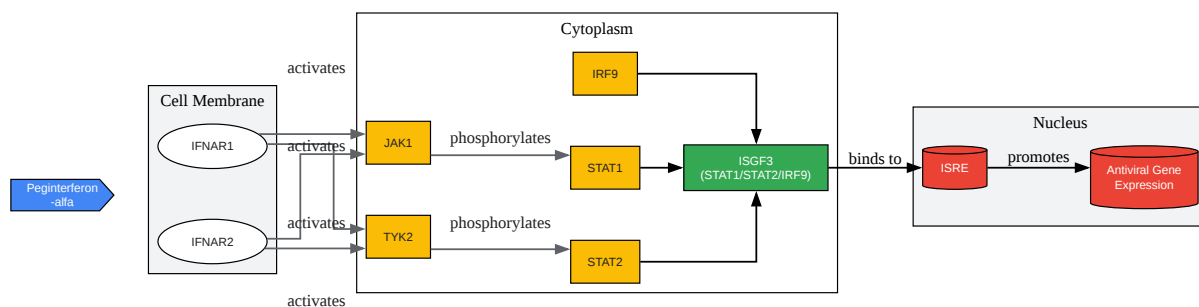 Cytoplasm
activates
IRF9
Cell Membrane
Nucleus
IFNAR1
activates
JAK1
phosphorylates
STAT1
ISGF3
(STAT1/STAT2/IRF9)
binds to
ISRE
promotes
Antiviral Gene
Expression
Peginterferon
-alfa
activates
IFNAR2
TYK2
phosphorylates
STAT2
activates